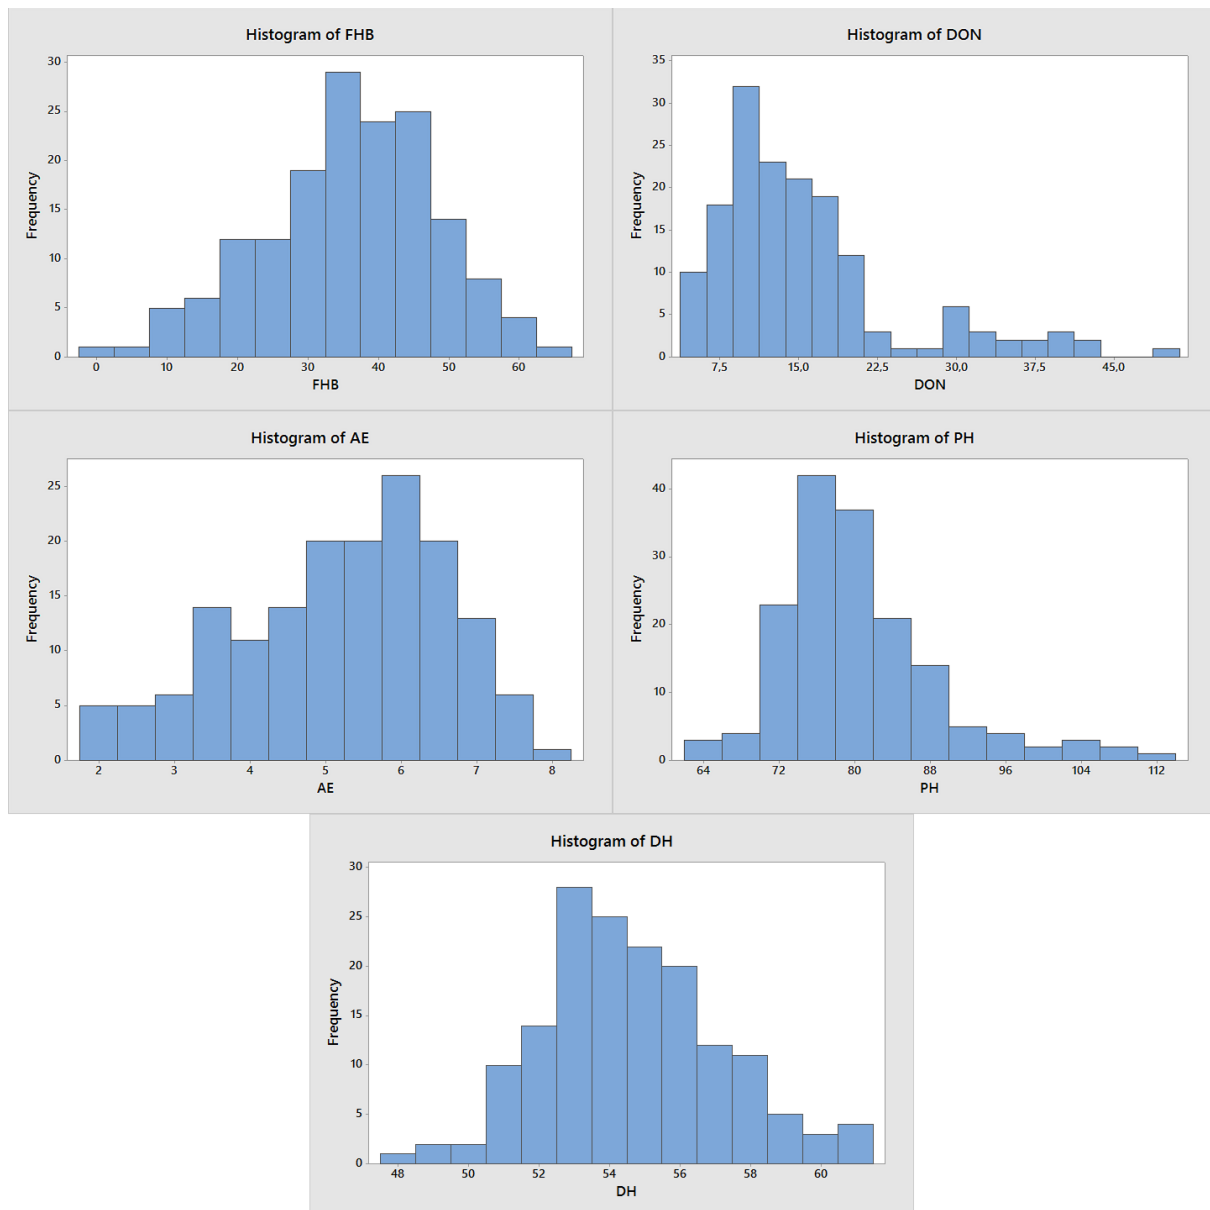 Histogram of FHB
30
25
20
15
10
5
0
Frequency
0 10 20 30 40 50 60
FHB
Histogram of DON
35
30
25
20
15
10
5
0
Frequency
7,5 15,0 22,5 30,0 37,5 45,0
DON
Histogram of AE
25
20
15
10
5
0
Frequency
2 3 4 5 6 7 8
AE
Histogram of PH
40
30
20
10
0
Frequency
64 72 80 88 96 104 112
PH
Histogram of DH
30
25
20
15
10
5
0
Frequency
48 50 52 54 56 58 60
DH